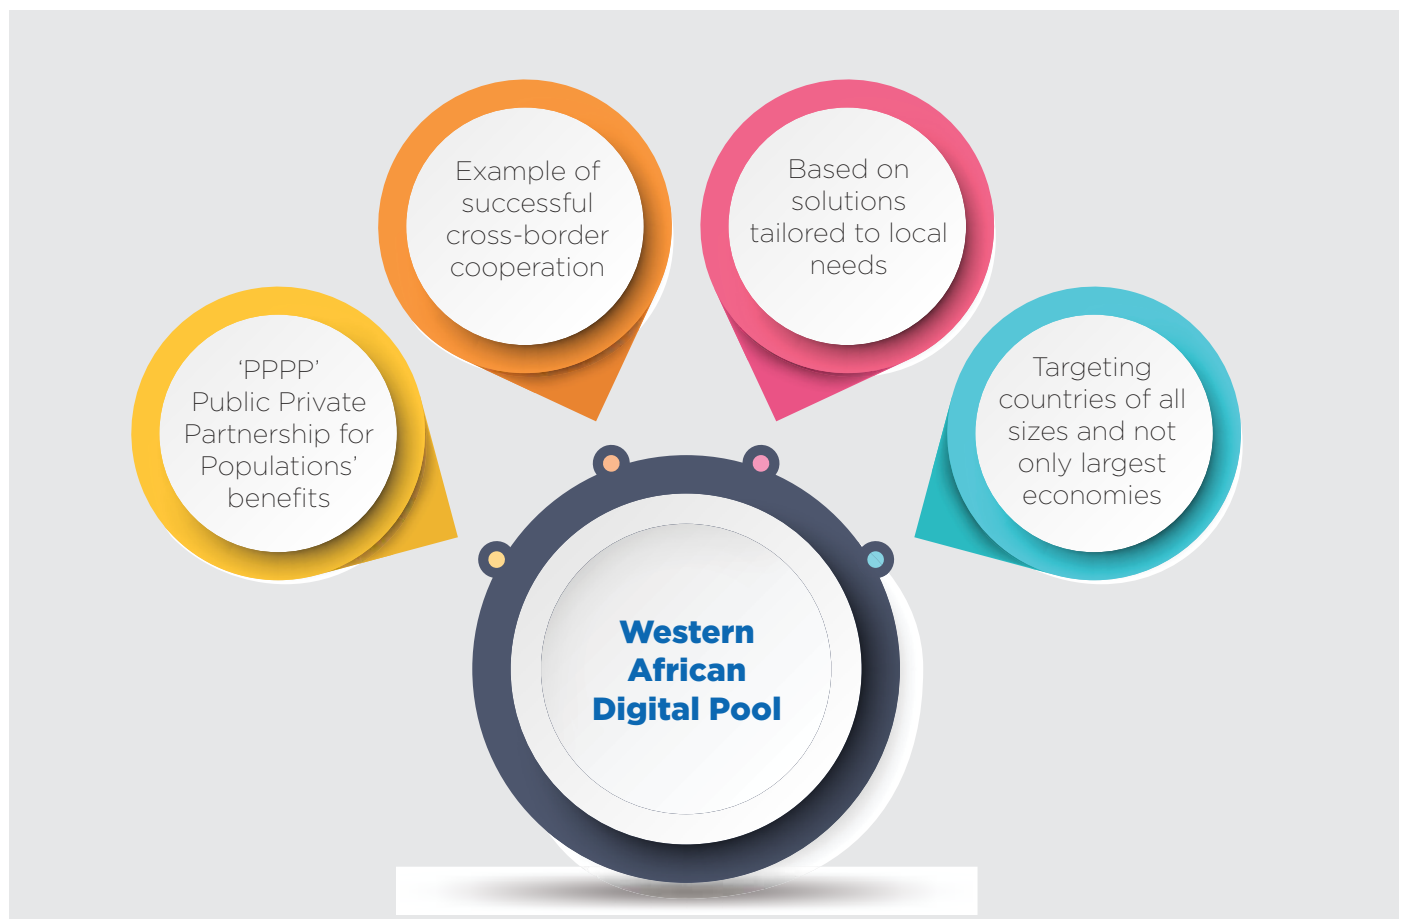 Example of
successful
cross-border
cooperation
Based on
solutions
tailored to local
needs
‘PPPP’
Public Private
Partnership for
Populations’
benefits
Targeting
countries of all
sizes and not
only largest
economies
Western
African
Digital Pool